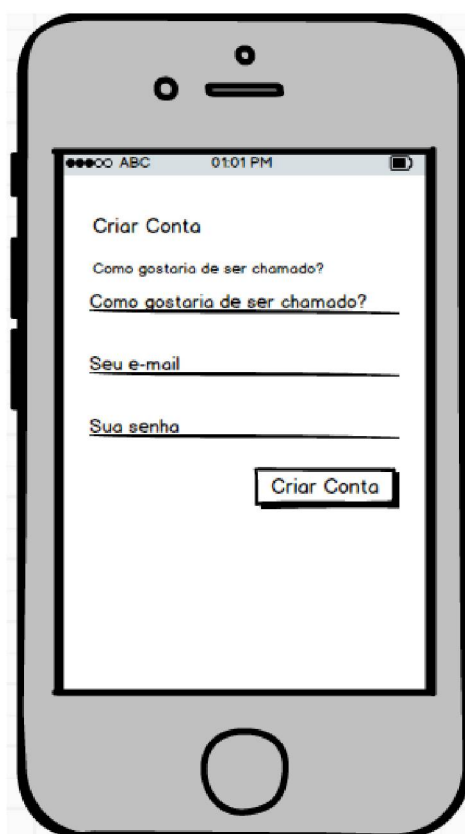 ABC 01:01 PM
Criar Conta
Como gostaria de ser chamado?
Como gostaria de ser chamado?
Seu e-mail
Sua senha
Criar Conta